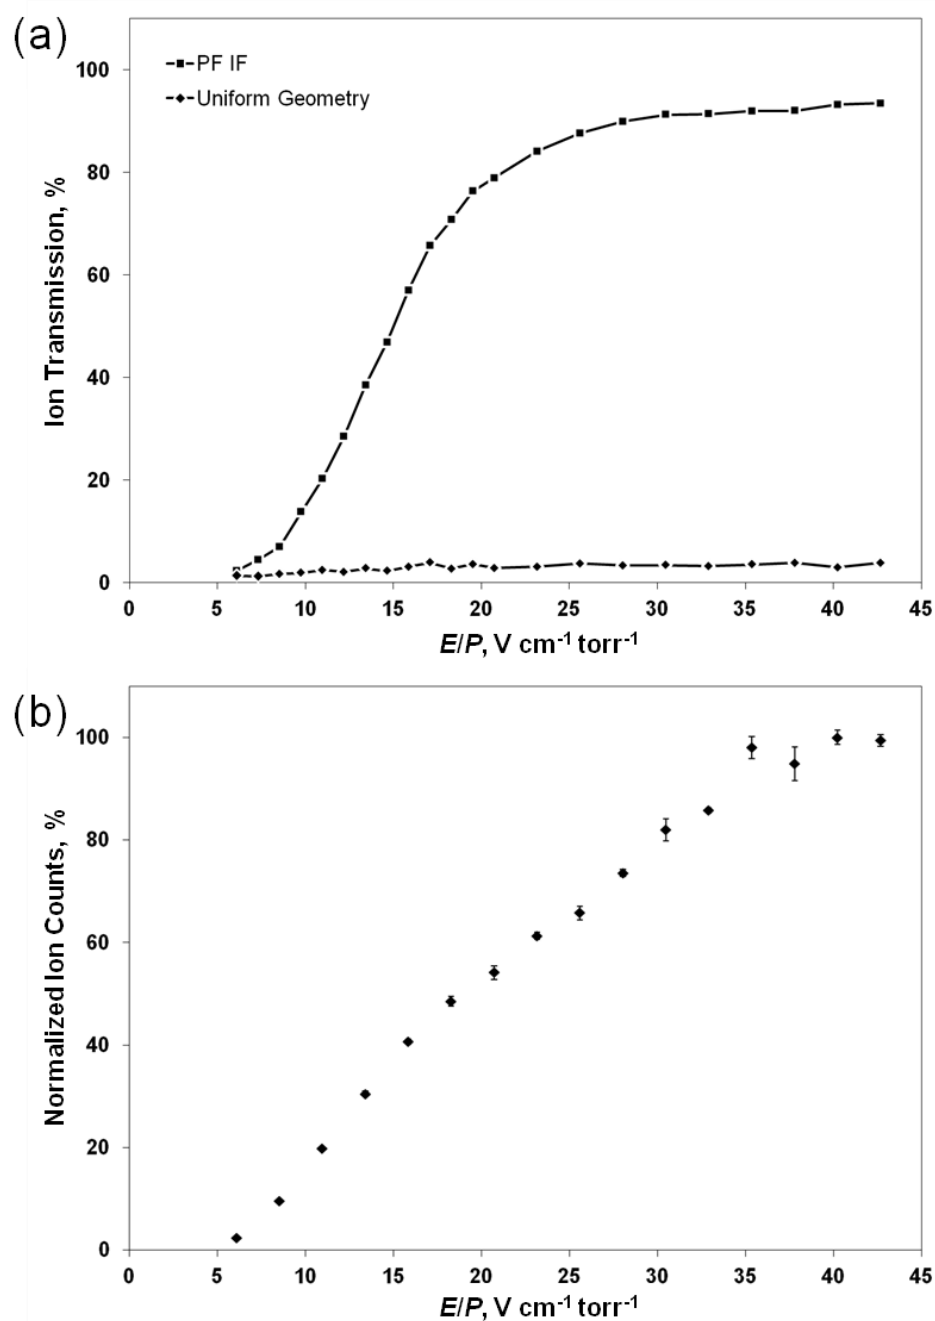 (a)
PF IF
Uniform Geometry
100
80
60
40
20
0
Ion Transmission, %
0 5 10 15 20 25 30 35 40 45
E/P, V cm⁻¹ torr⁻¹
(b)
100
80
60
40
20
0
Normalized Ion Counts, %
0 5 10 15 20 25 30 35 40 45
E/P, V cm⁻¹ torr⁻¹